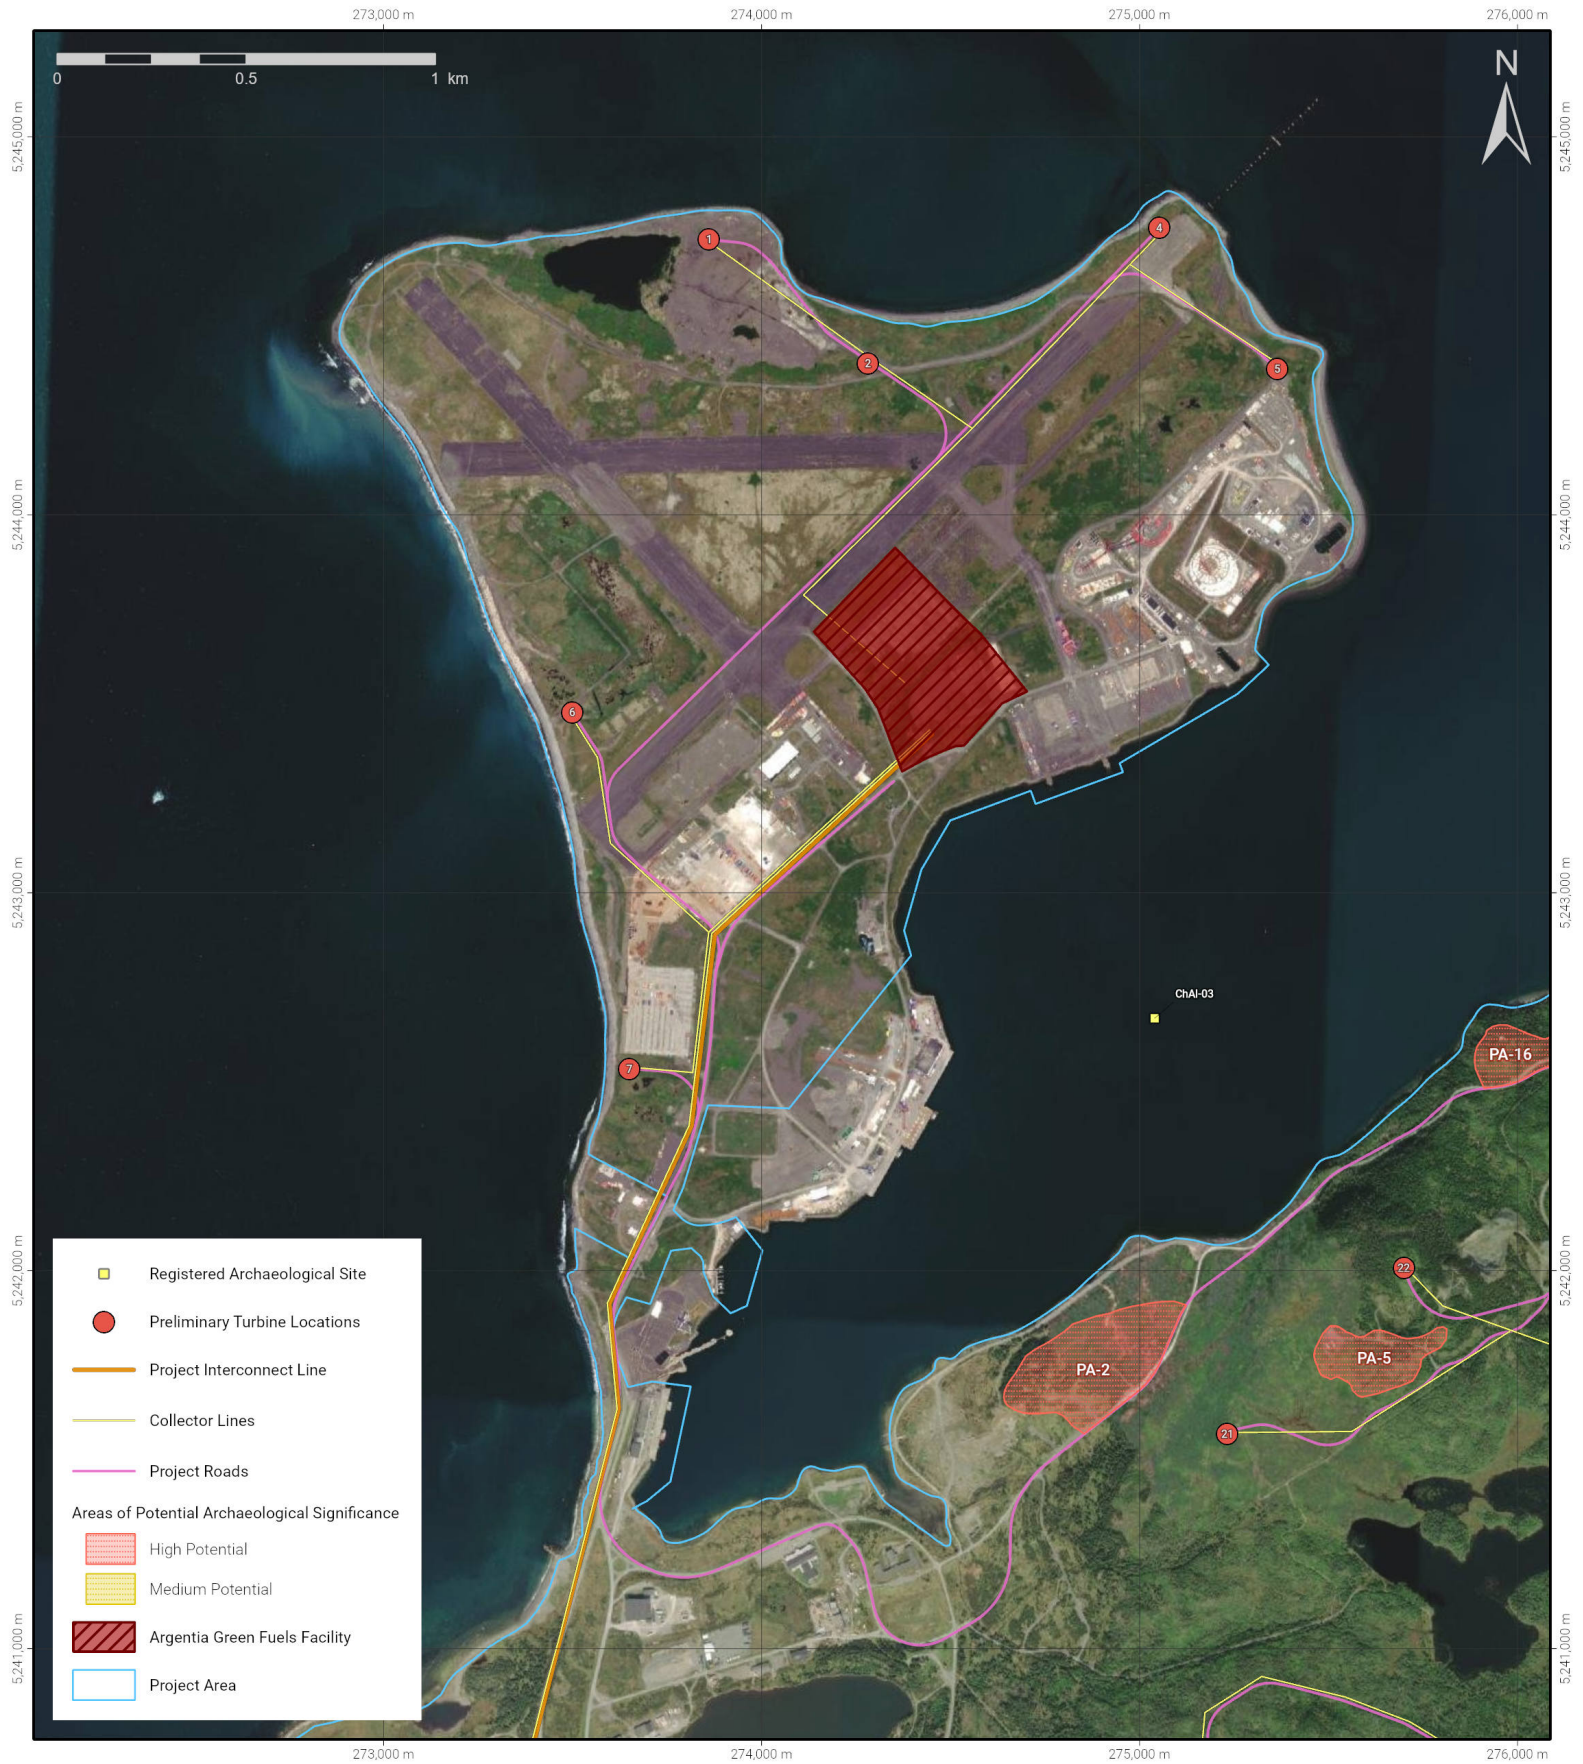 273,000 m 274,000 m 275,000 m 276,000 m
0 0.5 1 km
N
5,245,000 m 5,245,000 m
1
4
2
5
5,244,000 m 5,244,000 m
6
5,243,000 m 5,243,000 m
ChAl-03
PA-16
7
22
5,242,000 m 5,242,000 m
PA-2
PA-5
21
5,241,000 m 5,241,000 m
Registered Archaeological Site
Preliminary Turbine Locations
Project Interconnect Line
Collector Lines
Project Roads
Areas of Potential Archaeological Significance
High Potential
Medium Potential
Argentia Green Fuels Facility
Project Area
273,000 m 274,000 m 275,000 m 276,000 m